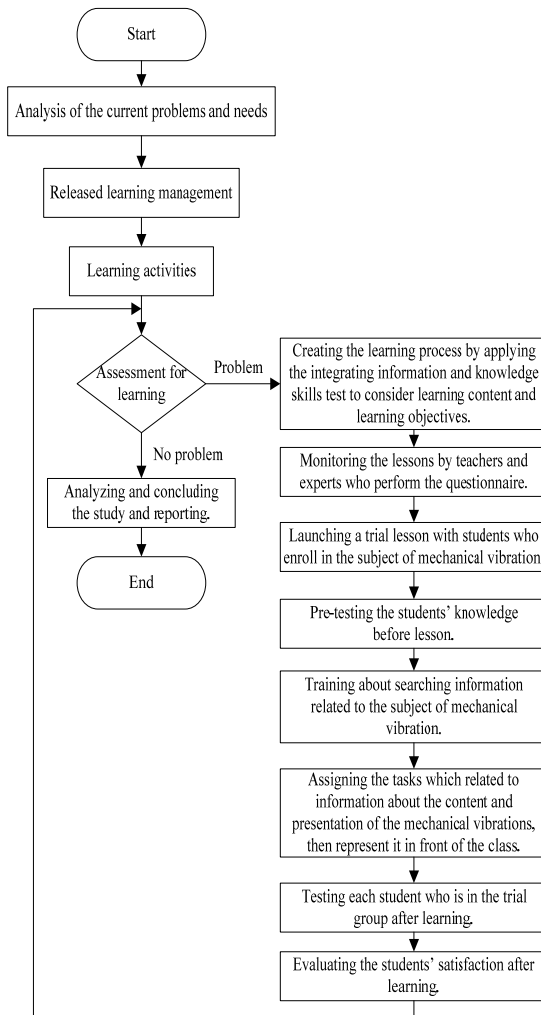 Start
Analysis of the current problems and needs
Released learning management
Learning activities
Assessment for
learning
Problem
No problem
Analyzing and concluding
the study and reporting.
End
Creating the learning process by applying
the integrating information and knowledge
skills test to consider learning content and
learning objectives.
Monitoring the lessons by teachers and
experts who perform the questionnaire.
Launching a trial lesson with students who
enroll in the subject of mechanical vibration
Pre-testing the students’ knowledge
before lesson.
Training about searching information
related to the subject of mechanical
vibration.
Assigning the tasks which related to
information about the content and
presentation of the mechanical vibrations,
then represent it in front of the class.
Testing each student who is in the trial
group after learning.
Evaluating the students’ satisfaction after
learning.